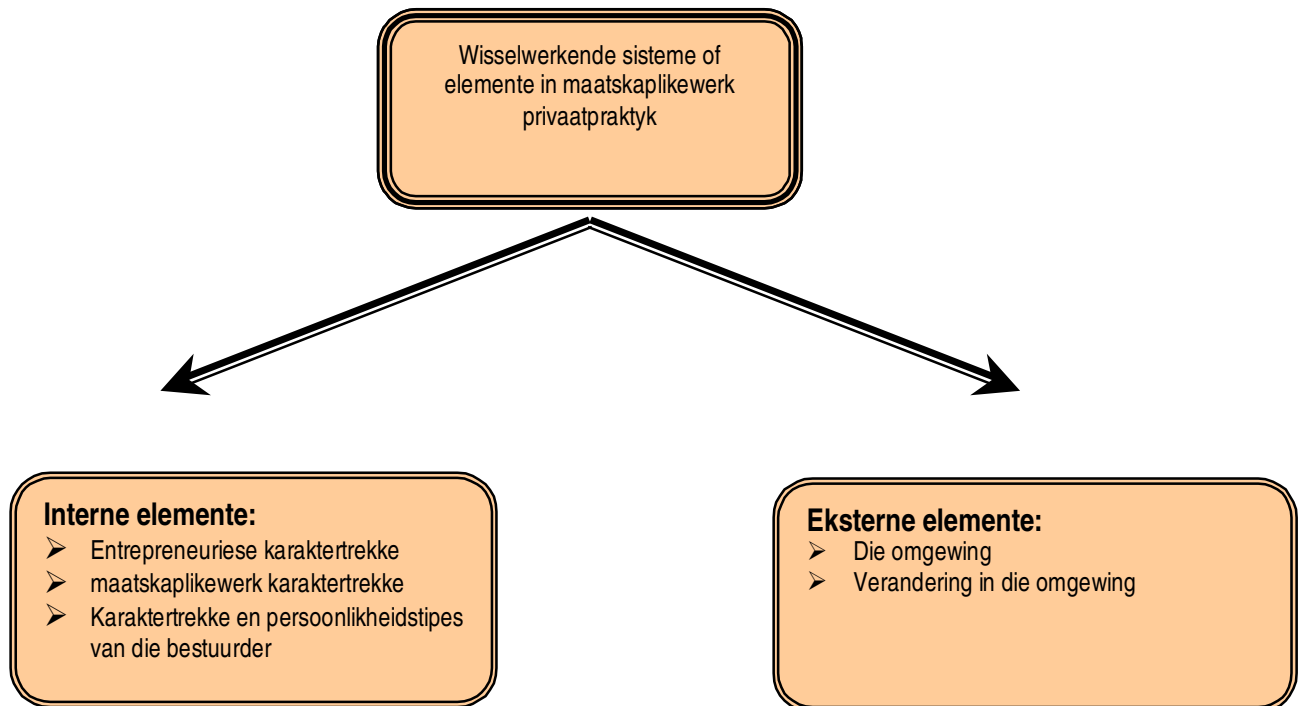 Wisselwerkende sisteme of
elemente in maatskaplikewerk
privaatpraktyk
Interne elemente:
➢ Entrepreneuriese karaktertrekke
➢ maatskaplikewerk karaktertrekke
➢ Karaktertrekke en persoonlikheidstipes
van die bestuurder
Eksterne elemente:
➢ Die omgewing
➢ Verandering in die omgewing